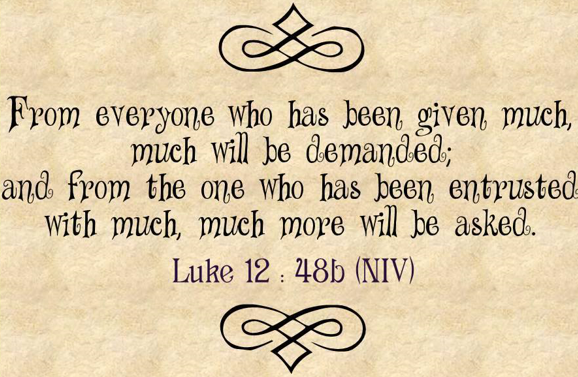 From everyone who has been given much,
much will be demanded;
and from the one who has been entrusted
with much, much more will be asked.
Luke 12 : 48b (NIV)